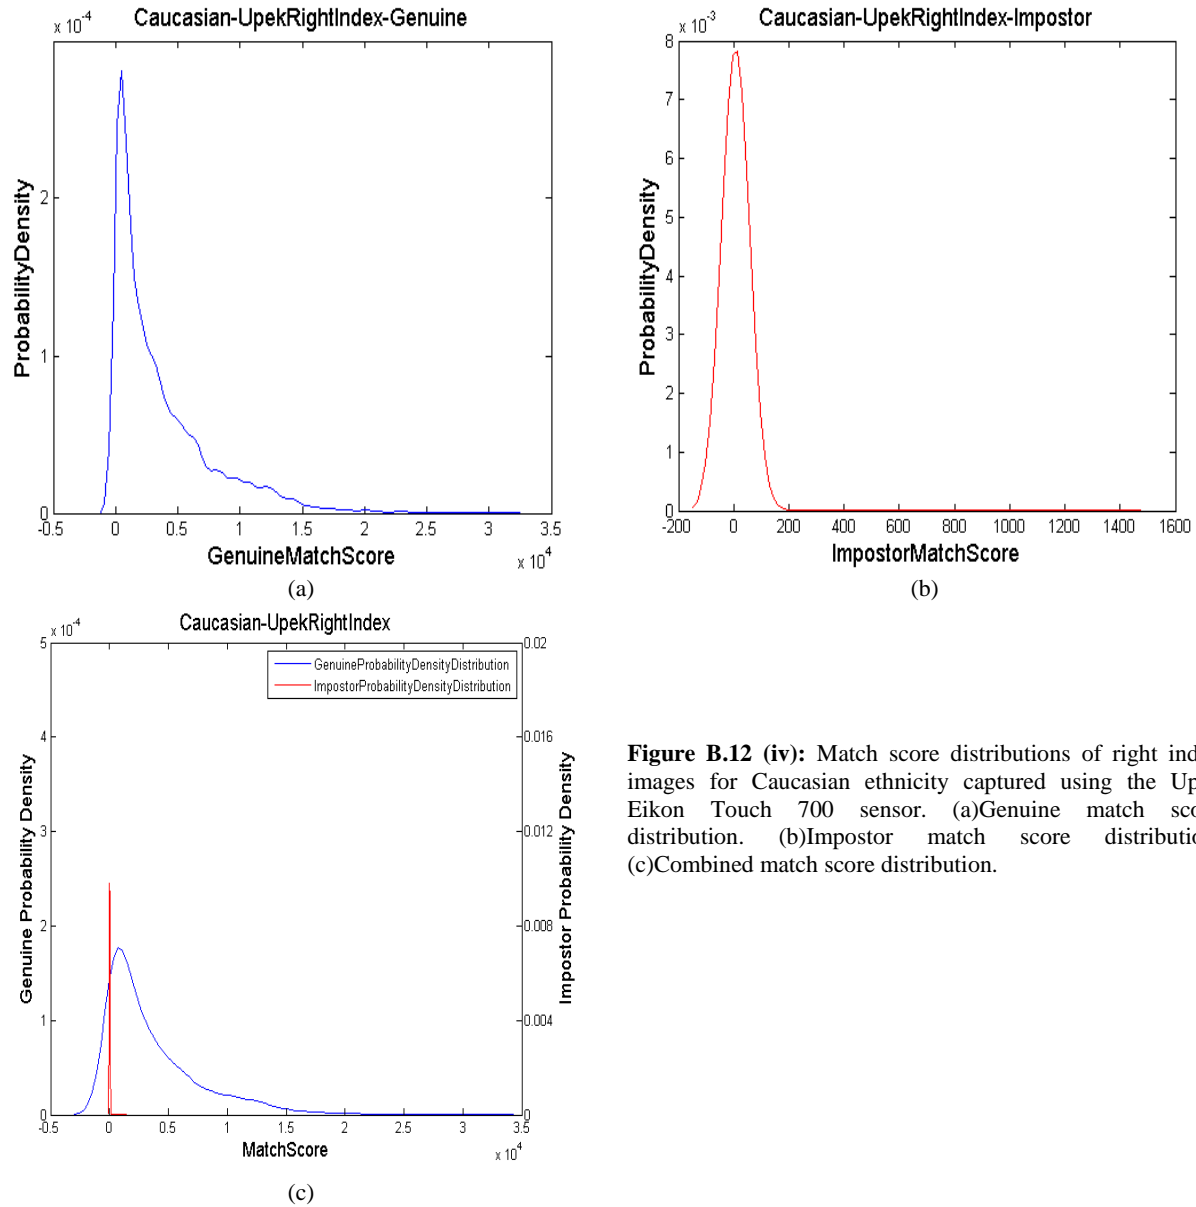 Caucasian-UpekRightIndex-Genuine
x 10⁻⁴
ProbabilityDensity
2
1
0
-0.5 0 0.5 1 1.5 2 2.5 3 3.5
x 10⁴
GenuineMatchScore
(a)
Caucasian-UpekRightIndex-Impostor
x 10⁻³
ProbabilityDensity
8
7
6
5
4
3
2
1
0
-200 0 200 400 600 800 1000 1200 1400 1600
ImpostorMatchScore
(b)
Caucasian-UpekRightIndex
x 10⁻⁴
GenuineProbabilityDensityDistribution
ImpostorProbabilityDensityDistribution
Genuine Probability Density
5
4
3
2
1
0
0.02
0.016
0.012
0.008
0.004
0
Impostor Probability Density
-0.5 0 0.5 1 1.5 2 2.5 3 3.5
x 10⁴
MatchScore
(c)
Figure B.12 (iv): Match score distributions of right ind
images for Caucasian ethnicity captured using the Up
Eikon Touch 700 sensor. (a)Genuine match sco
distribution. (b)Impostor match score distributio
(c)Combined match score distribution.